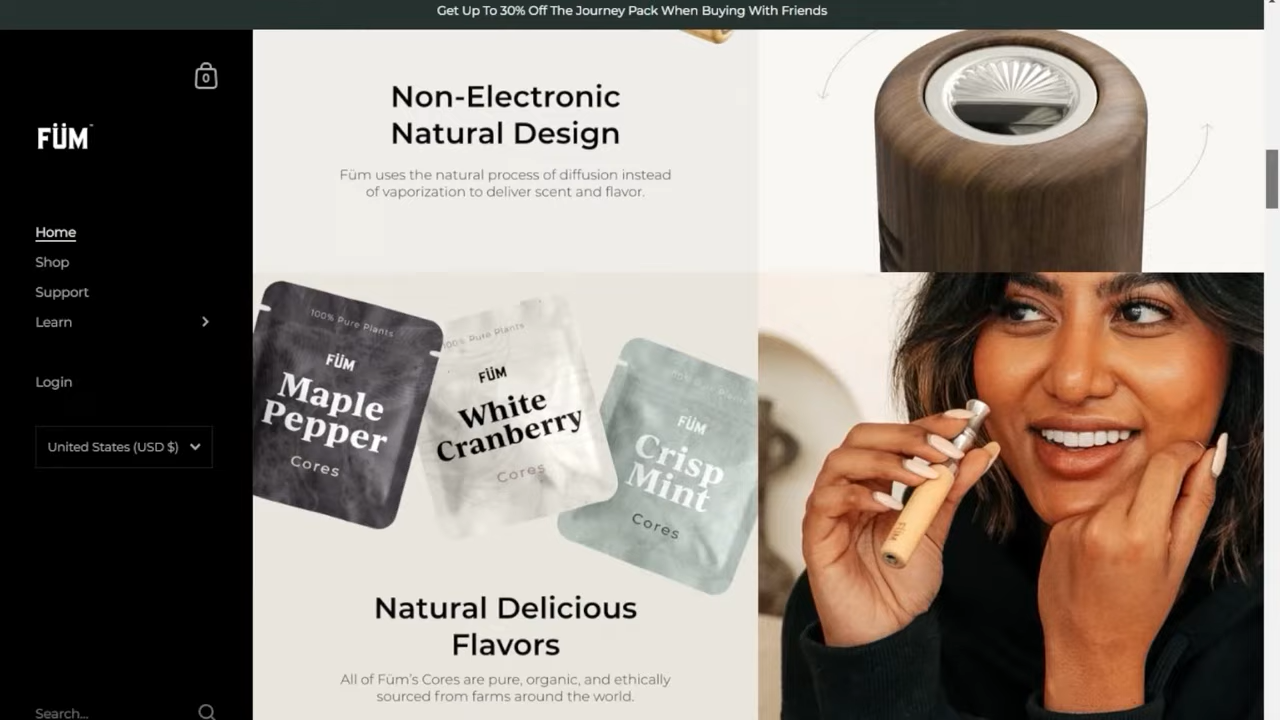 Get Up To 30% Off The Journey Pack When Buying With Friends
0
FÜM
Home
Shop
Support
Learn
Login
United States (USD $)
Search...
Non-Electronic
Natural Design
Füm uses the natural process of diffusion instead
of vaporization to deliver scent and flavor.
100% Pure Plants
FÜM
Maple
Pepper
Cores
100% Pure Plants
FÜM
White
Cranberry
Cores
FÜM
Crisp
Mint
Cores
Natural Delicious
Flavors
All of Füm's Cores are pure, organic, and ethically
sourced from farms around the world.